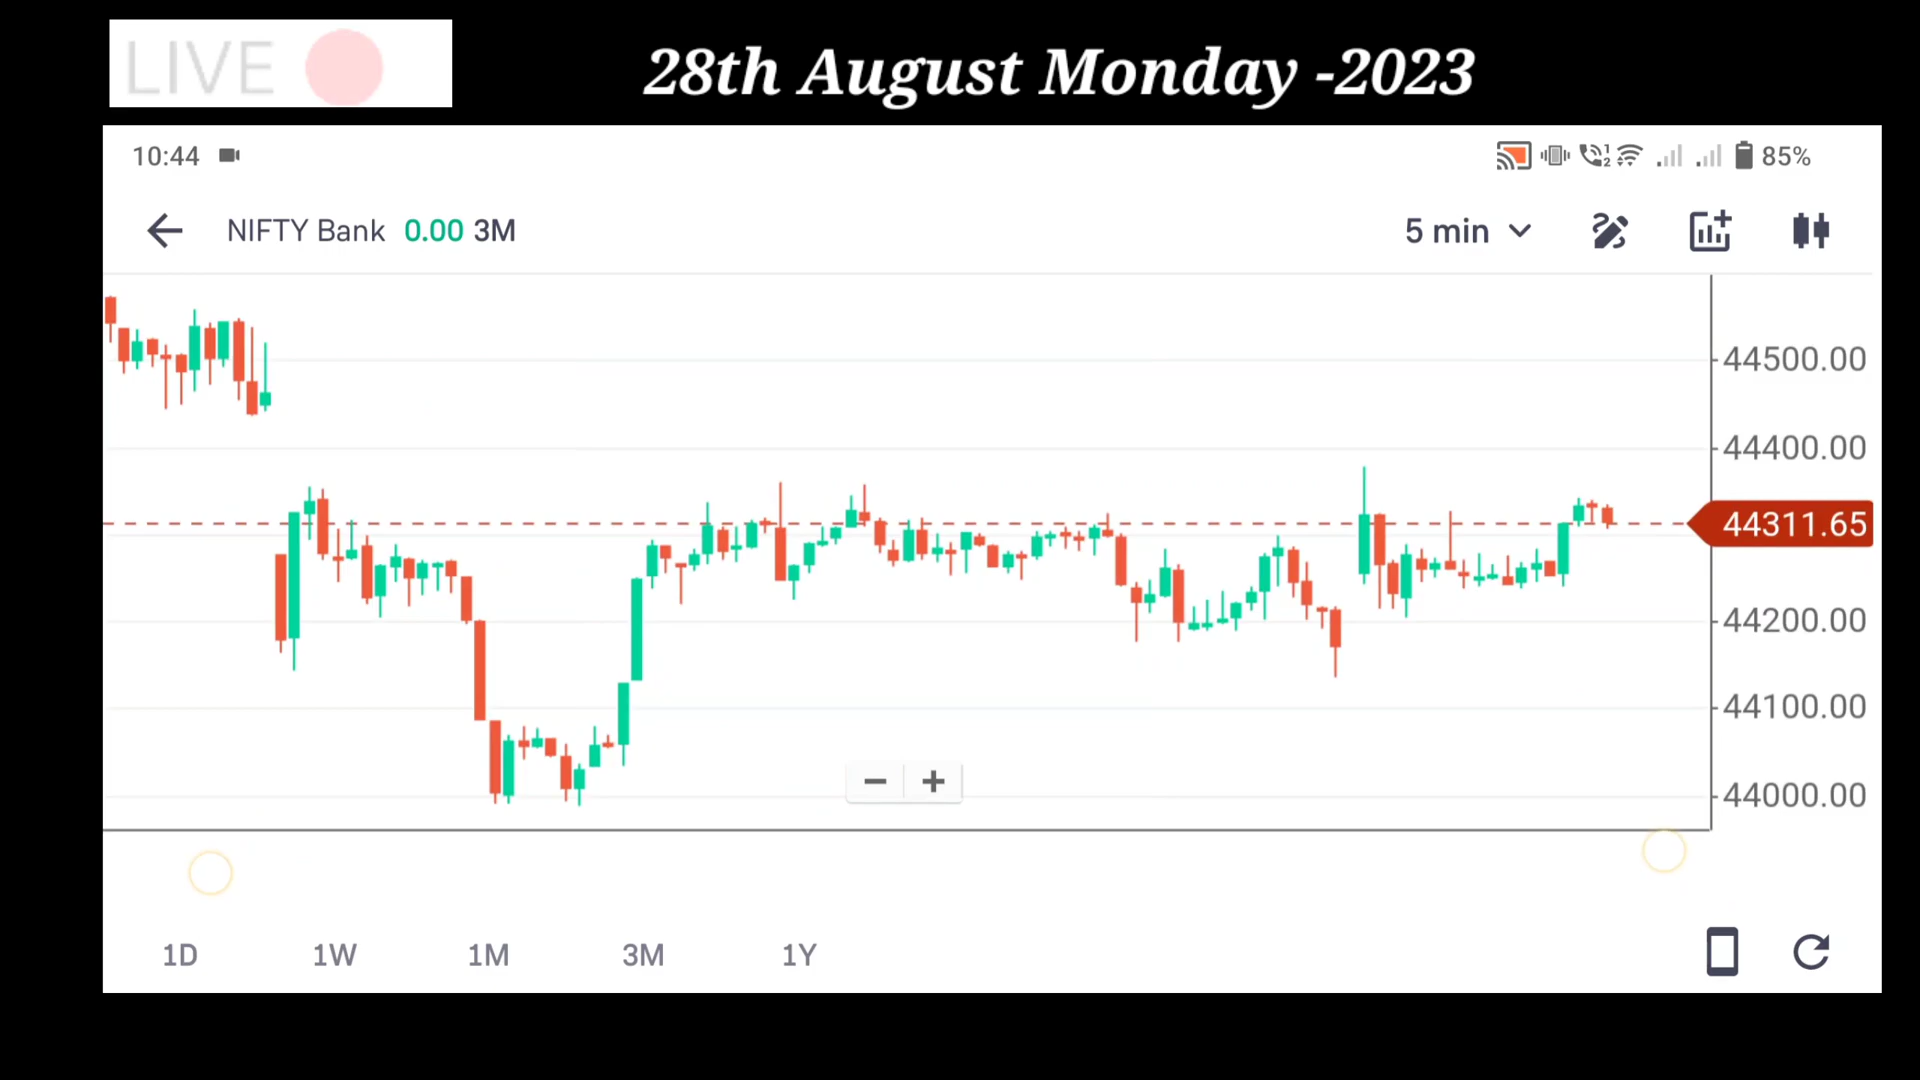 LIVE
28th August Monday -2023
10:44
85%
NIFTY Bank 0.00 3M
5 min
44500.00
44400.00
44311.65
44200.00
44100.00
44000.00
1D 1W 1M 3M 1Y